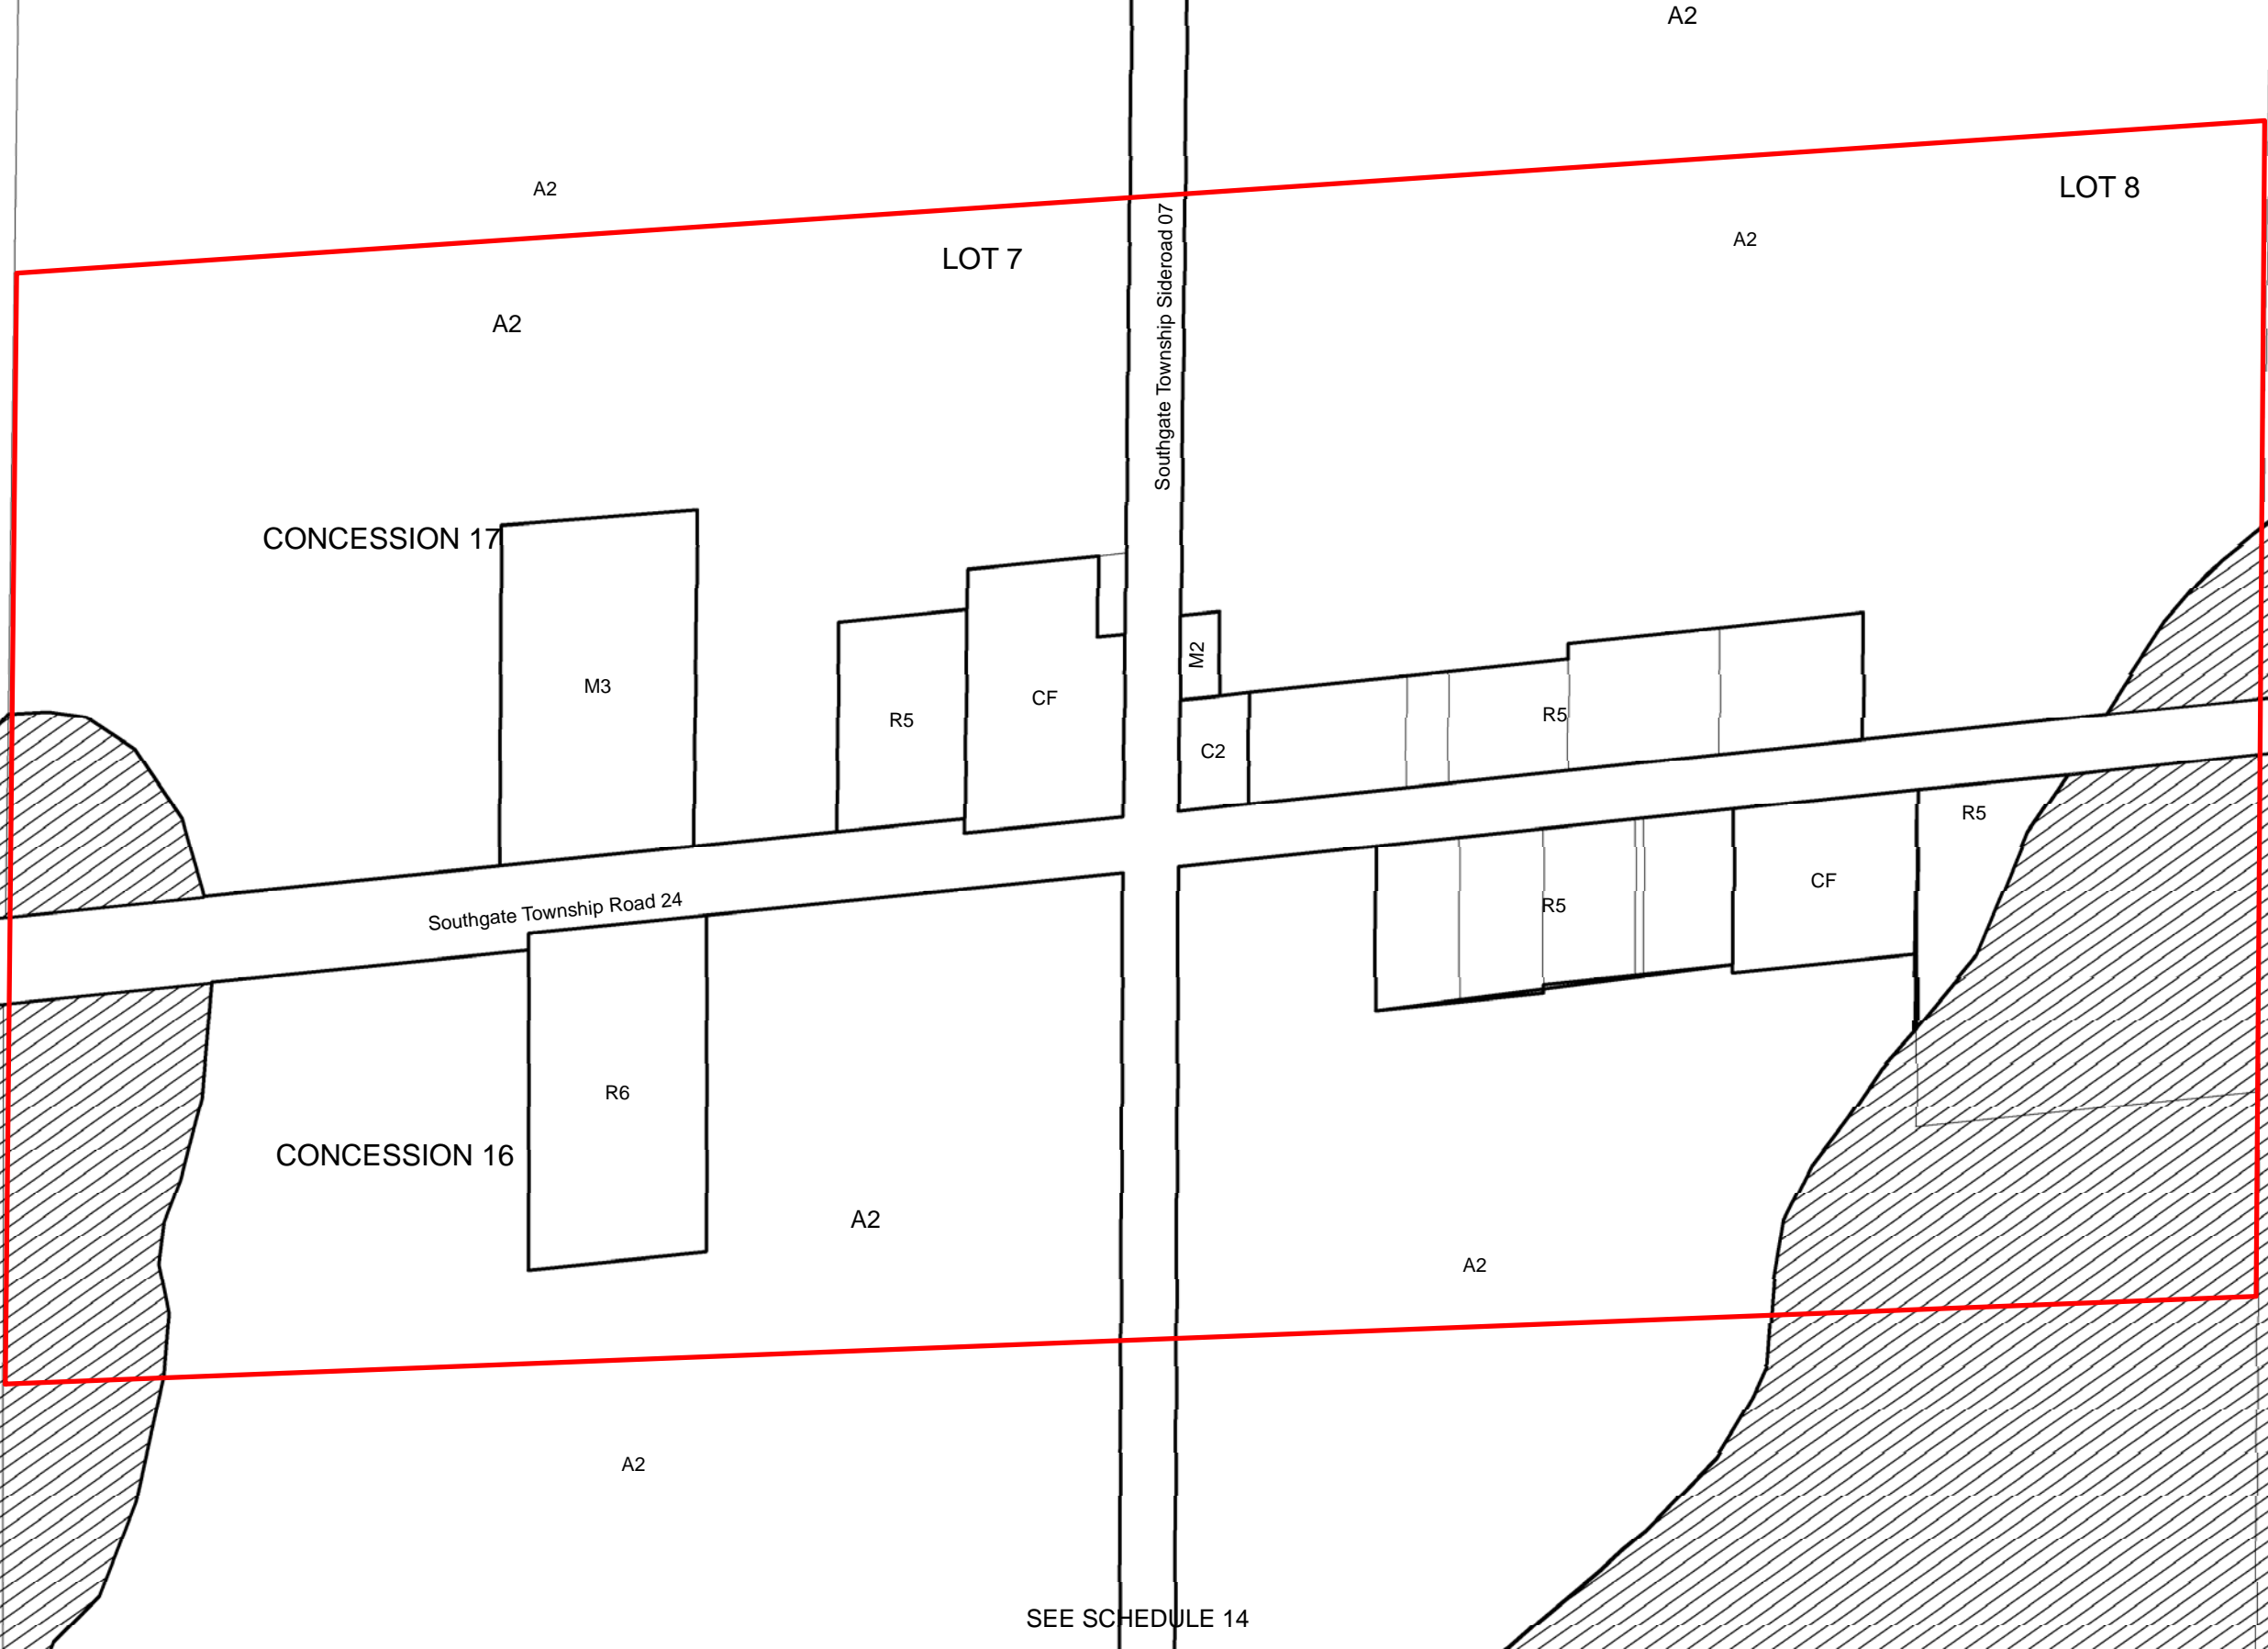 A2
A2
LOT 8
A2
LOT 7
A2
Southgate Township Sideroad 07
CONCESSION 17
M3
R5
CF
M2
C2
R5
R5
CF
R5
Southgate Township Road 24
R6
CONCESSION 16
A2
A2
A2
SEE SCHEDULE 14